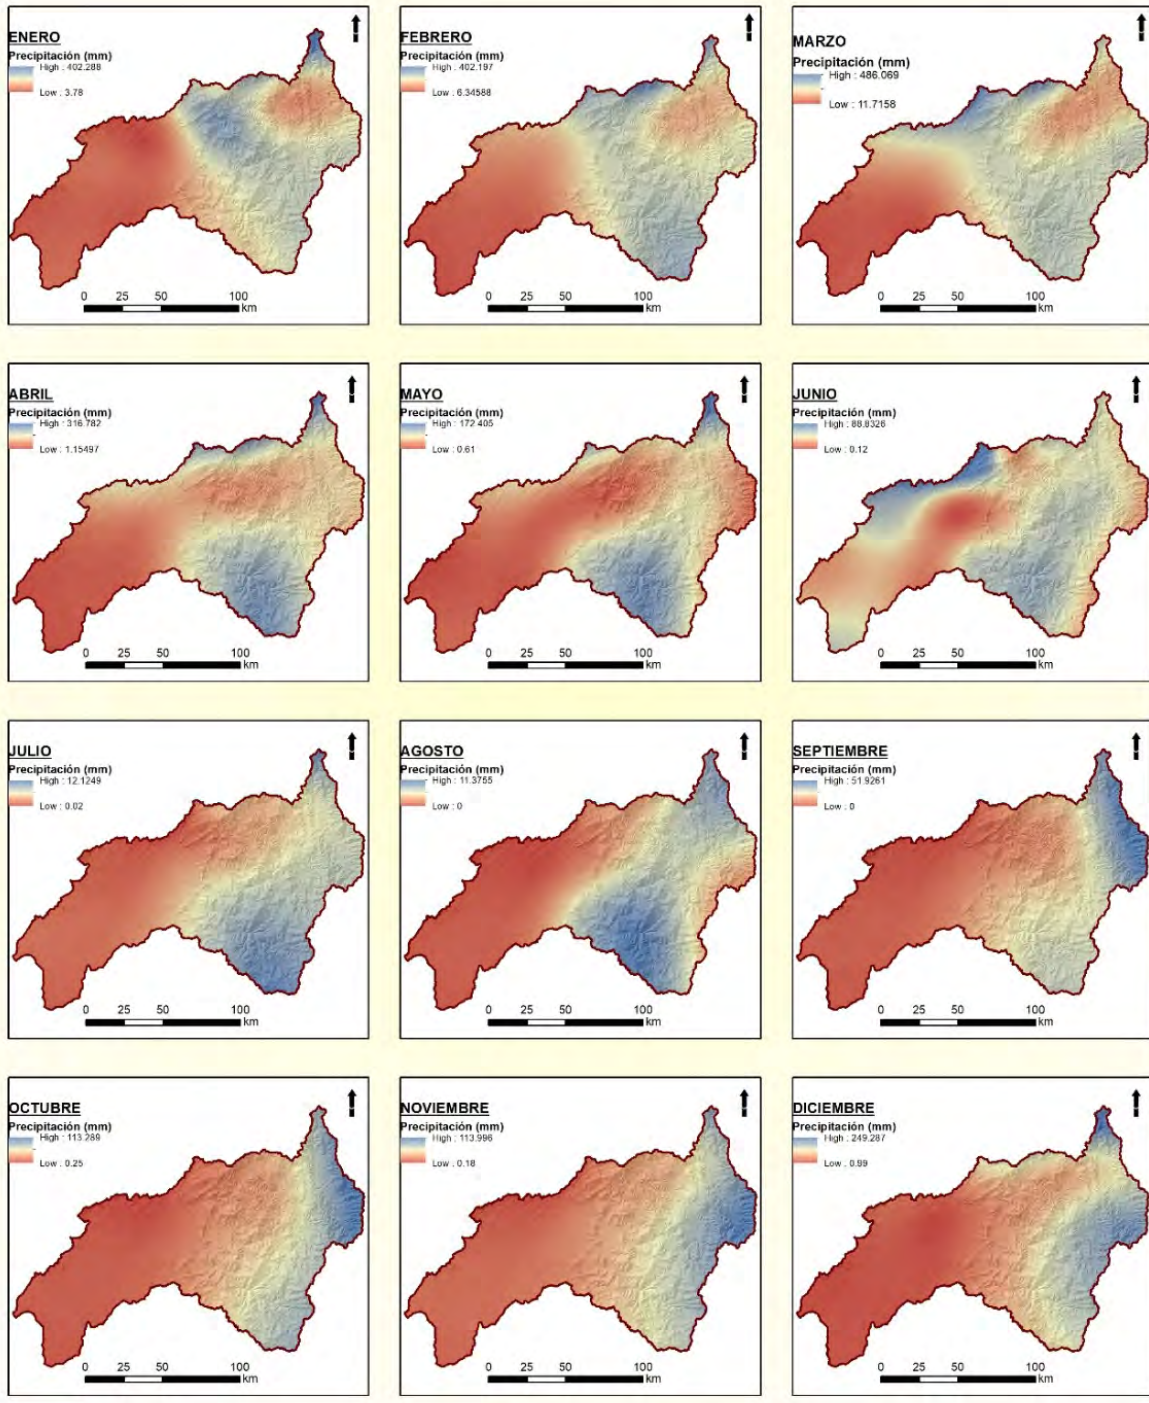 ENERO
Precipitación (mm)
High : 402.288
Low : 3.78
0 25 50 100
km
FEBRERO
Precipitación (mm)
High : 402.197
Low : 6.34588
0 25 50 100
km
MARZO
Precipitación (mm)
High : 486.069
Low : 11.7158
0 25 50 100
km
ABRIL
Precipitación (mm)
High : 316.782
Low : 1.15497
0 25 50 100
km
MAYO
Precipitación (mm)
High : 172.405
Low : 0.61
0 25 50 100
km
JUNIO
Precipitación (mm)
High : 88.8326
Low : 0.12
0 25 50 100
km
JULIO
Precipitación (mm)
High : 12.1249
Low : 0.02
0 25 50 100
km
AGOSTO
Precipitación (mm)
High : 11.3755
Low : 0
0 25 50 100
km
SEPTIEMBRE
Precipitación (mm)
High : 51.9261
Low : 0
0 25 50 100
km
OCTUBRE
Precipitación (mm)
High : 113.289
Low : 0.25
0 25 50 100
km
NOVIEMBRE
Precipitación (mm)
High : 113.996
Low : 0.18
0 25 50 100
km
DICIEMBRE
Precipitación (mm)
High : 249.287
Low : 0.99
0 25 50 100
km